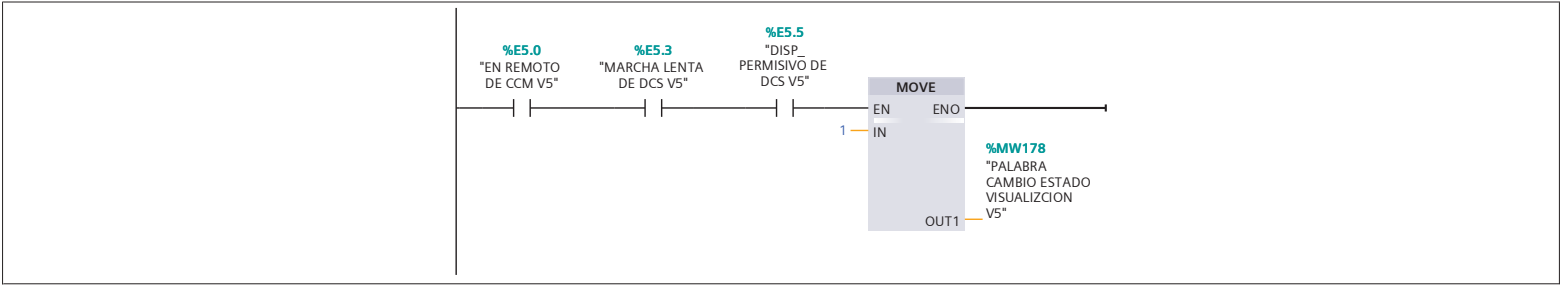 %E5.0
"EN REMOTO
DE CCM V5"
%E5.3
"MARCHA LENTA
DE DCS V5"
%E5.5
"DISP_
PERMISIVO DE
DCS V5"
MOVE
EN ENO
1 IN
%MW178
"PALABRA
CAMBIO ESTADO
VISUALIZCION
V5"
OUT1